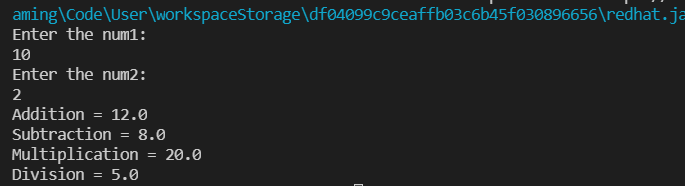 aming\Code\User\workspaceStorage\df04099c9ceaffb03c6b45f030896656\redhat.ja
Enter the num1:
10
Enter the num2:
2
Addition = 12.0
Subtraction = 8.0
Multiplication = 20.0
Division = 5.0